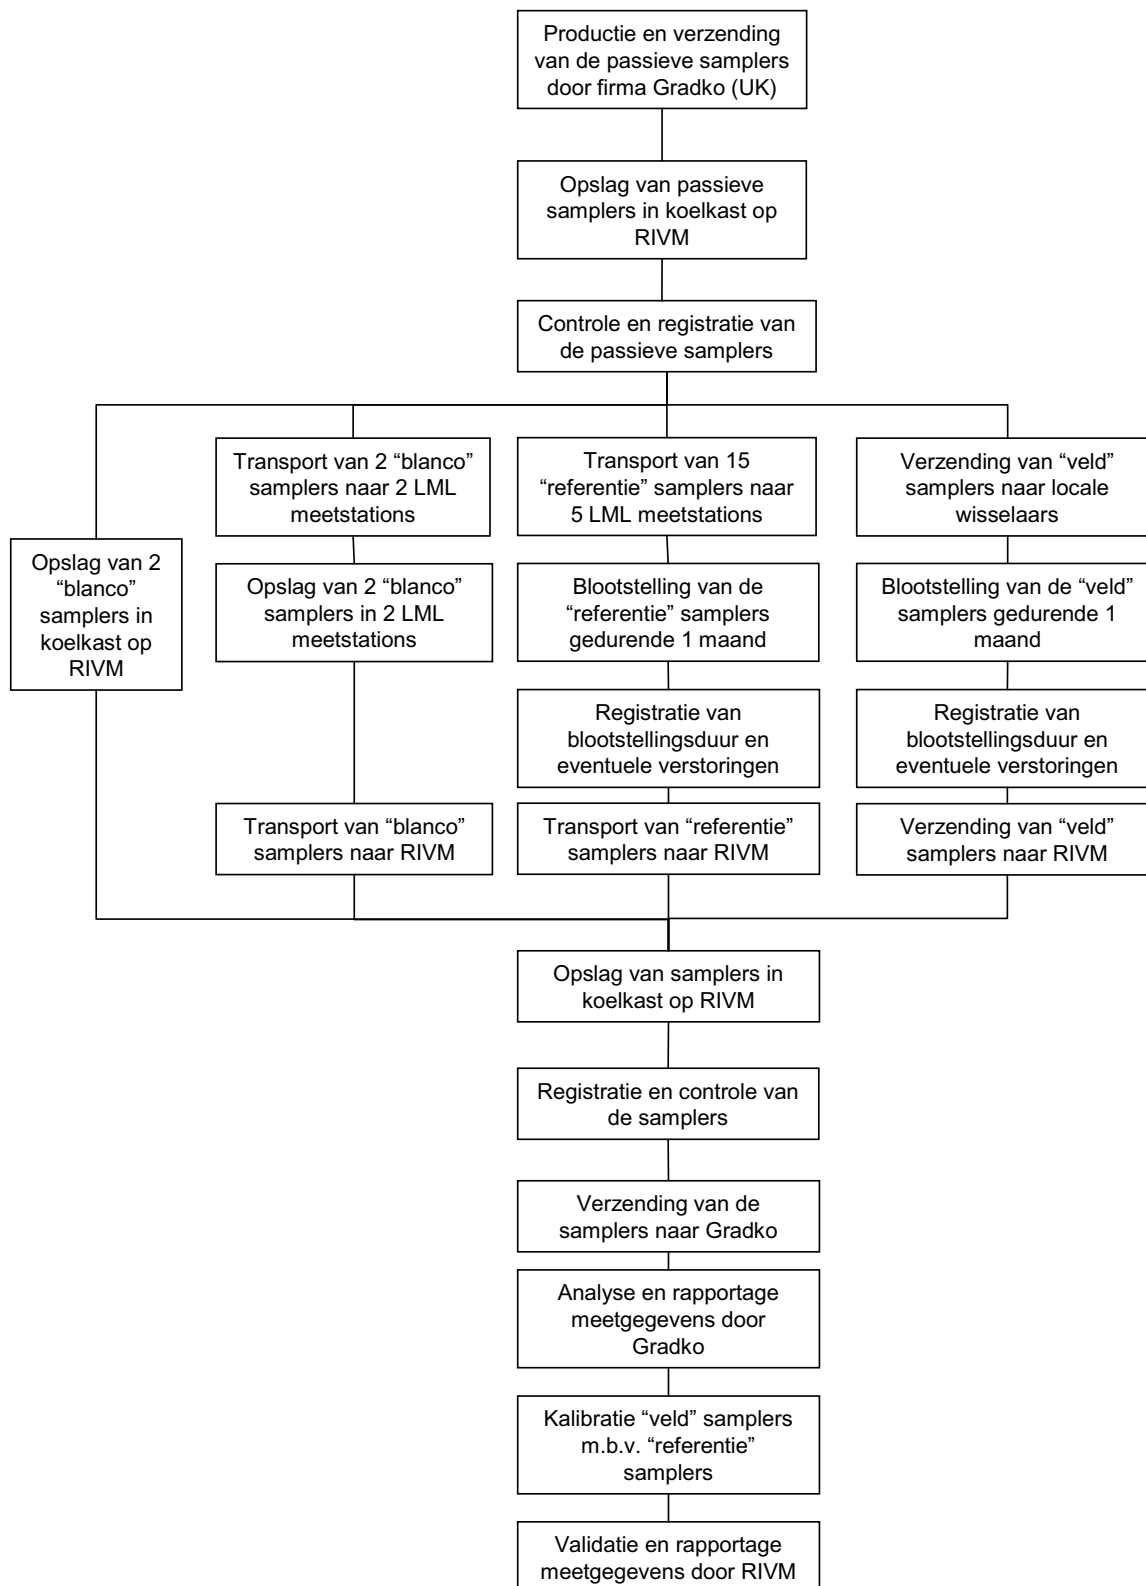 Productie en verzending
van de passieve samplers
door firma Gradko (UK)
Opslag van passieve
samplers in koelkast op
RIVM
Controle en registratie van
de passieve samplers
Opslag van 2
“blanco”
samplers in
koelkast op
RIVM
Transport van 2 “blanco”
samplers naar 2 LML
meetstations
Opslag van 2 “blanco”
samplers in 2 LML
meetstations
Transport van “blanco”
samplers naar RIVM
Transport van 15
“referentie” samplers naar
5 LML meetstations
Blootstelling van de
“referentie” samplers
gedurende 1 maand
Registratie van
blootstellingsduur en
eventuele verstoringen
Transport van “referentie”
samplers naar RIVM
Verzending van “veld”
samplers naar locale
wisselaars
Blootstelling van de “veld”
samplers gedurende 1
maand
Registratie van
blootstellingsduur en
eventuele verstoringen
Verzending van “veld”
samplers naar RIVM
Opslag van samplers in
koelkast op RIVM
Registratie en controle van
de samplers
Verzending van de
samplers naar Gradko
Analyse en rapportage
meetgegevens door
Gradko
Kalibratie “veld” samplers
m.b.v. “referentie”
samplers
Validatie en rapportage
meetgegevens door RIVM